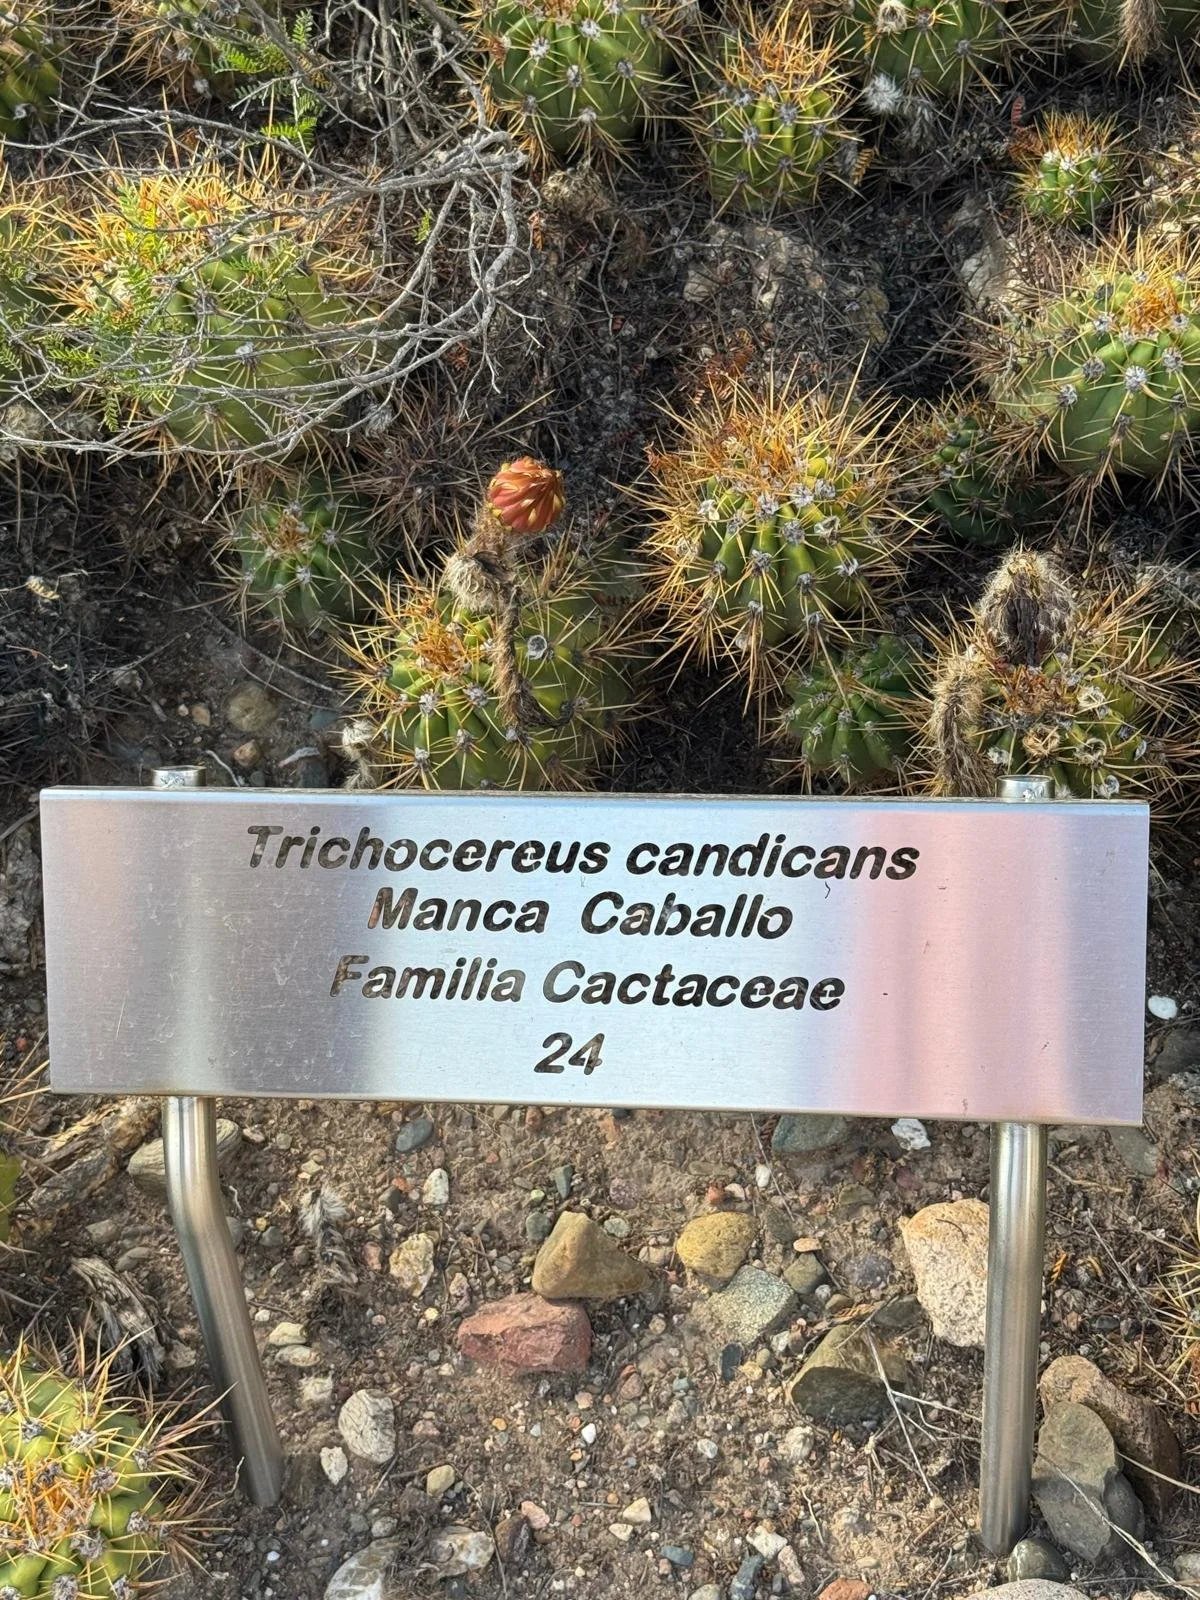 Trichocereus candicans
Manca Caballo
Familia Cactaceae
24